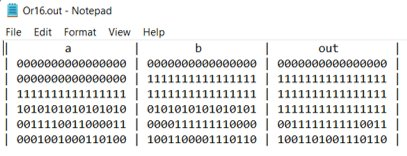 Or16.out - Notepad
File Edit Format View Help
| a | b | out |
| 0000000000000000 | 0000000000000000 | 0000000000000000 |
| 0000000000000000 | 1111111111111111 | 1111111111111111 |
| 1111111111111111 | 1111111111111111 | 1111111111111111 |
| 1010101010101010 | 0101010101010101 | 1111111111111111 |
| 0011110011000011 | 0000111111110000 | 0011111111110011 |
| 0001001000110100 | 1001100001110110 | 1001101001110110 |